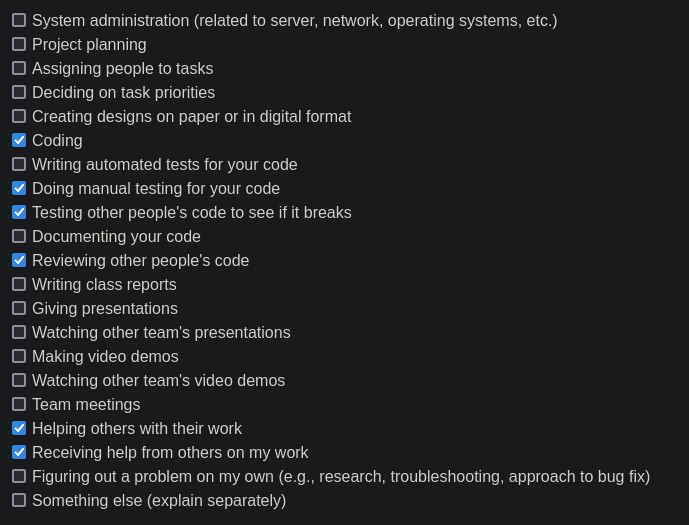 System administration (related to server, network, operating systems, etc.)
Project planning
Assigning people to tasks
Deciding on task priorities
Creating designs on paper or in digital format
Coding
Writing automated tests for your code
Doing manual testing for your code
Testing other people's code to see if it breaks
Documenting your code
Reviewing other people's code
Writing class reports
Giving presentations
Watching other team's presentations
Making video demos
Watching other team's video demos
Team meetings
Helping others with their work
Receiving help from others on my work
Figuring out a problem on my own (e.g., research, troubleshooting, approach to bug fix)
Something else (explain separately)